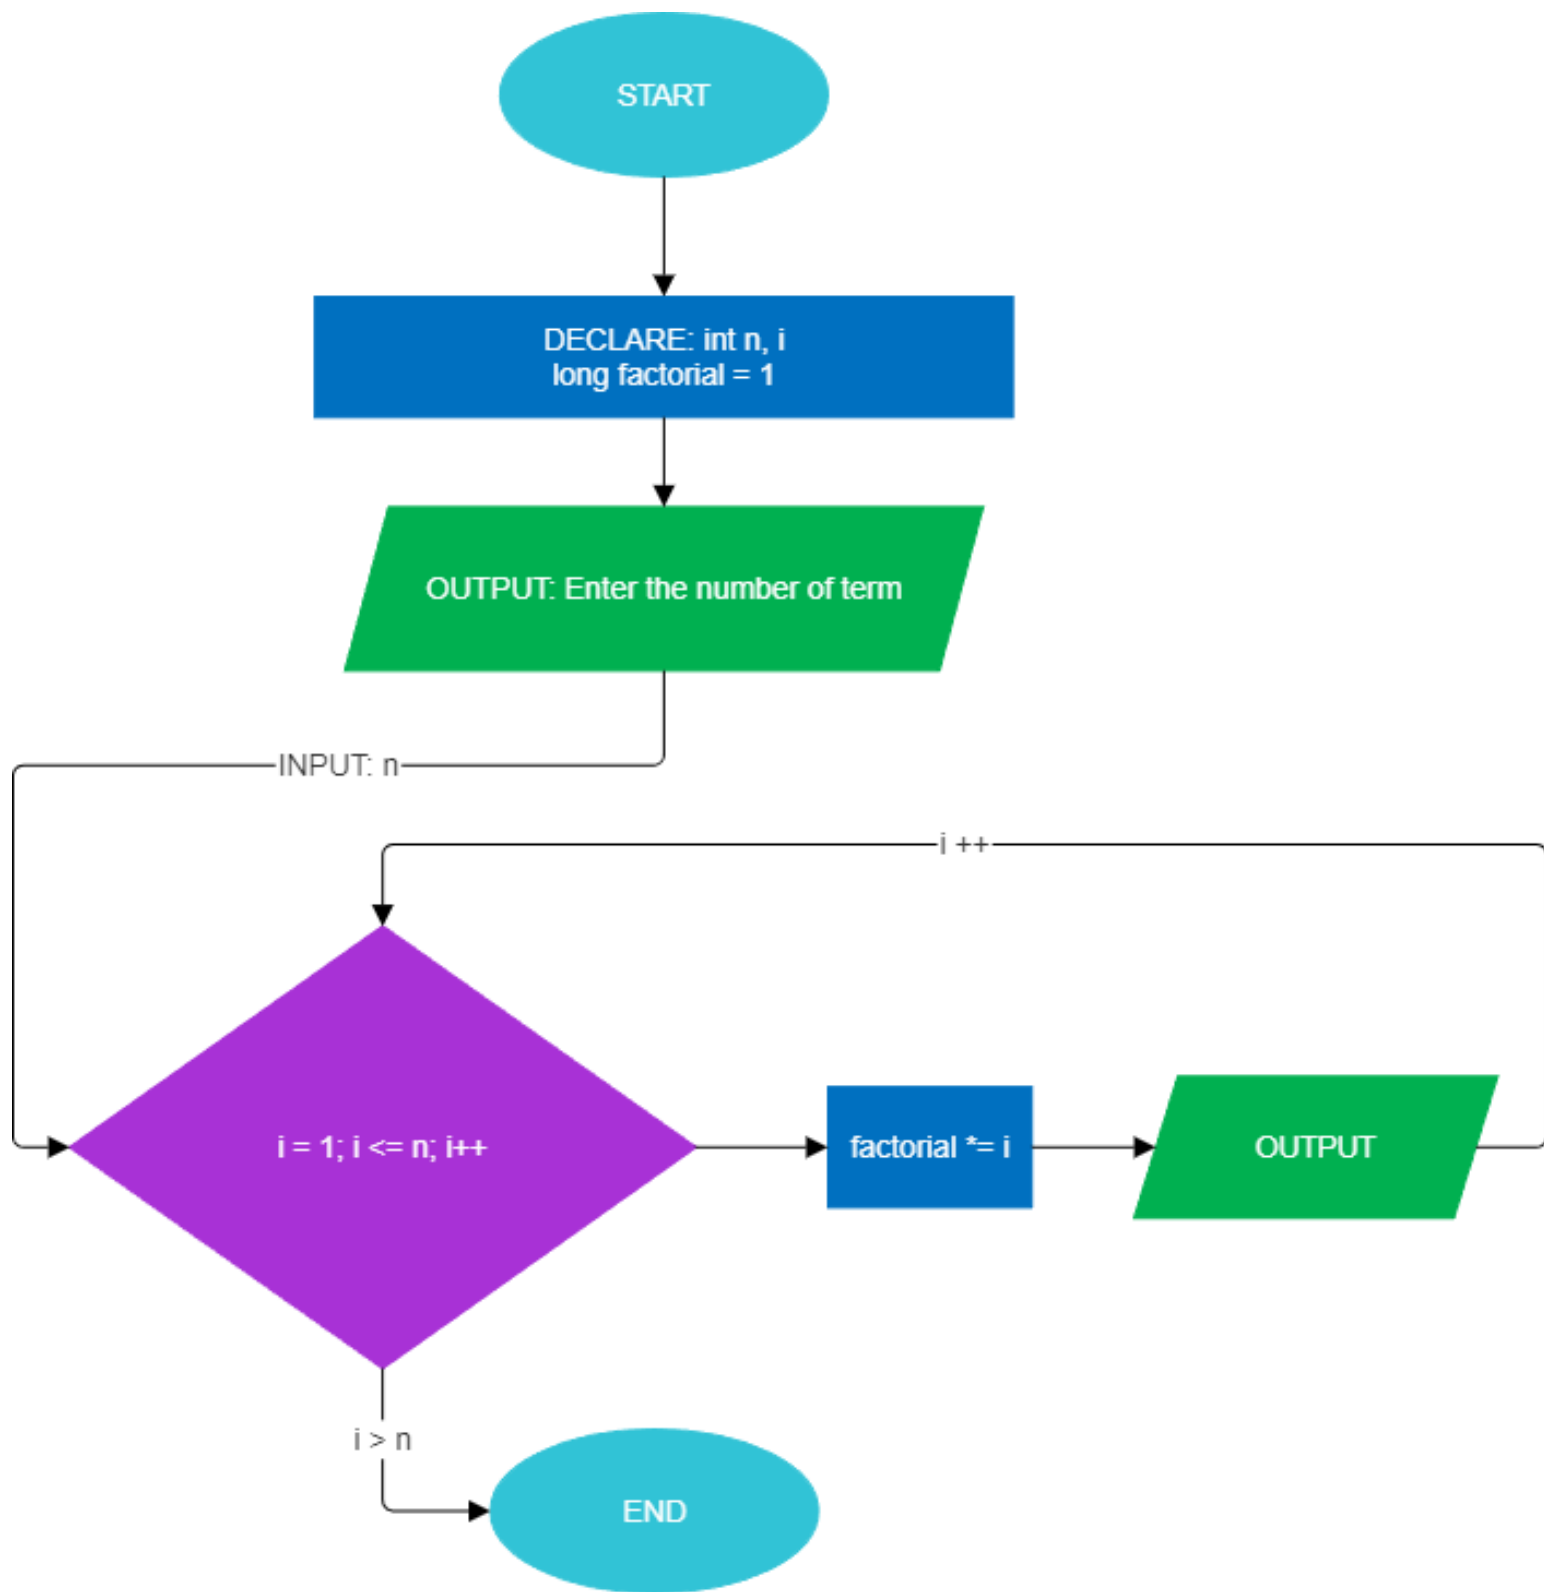 START
DECLARE: int n, i
long factorial = 1
OUTPUT: Enter the number of term
INPUT: n
i ++
i = 1; i <= n; i++
factorial *= i
OUTPUT
i > n
END